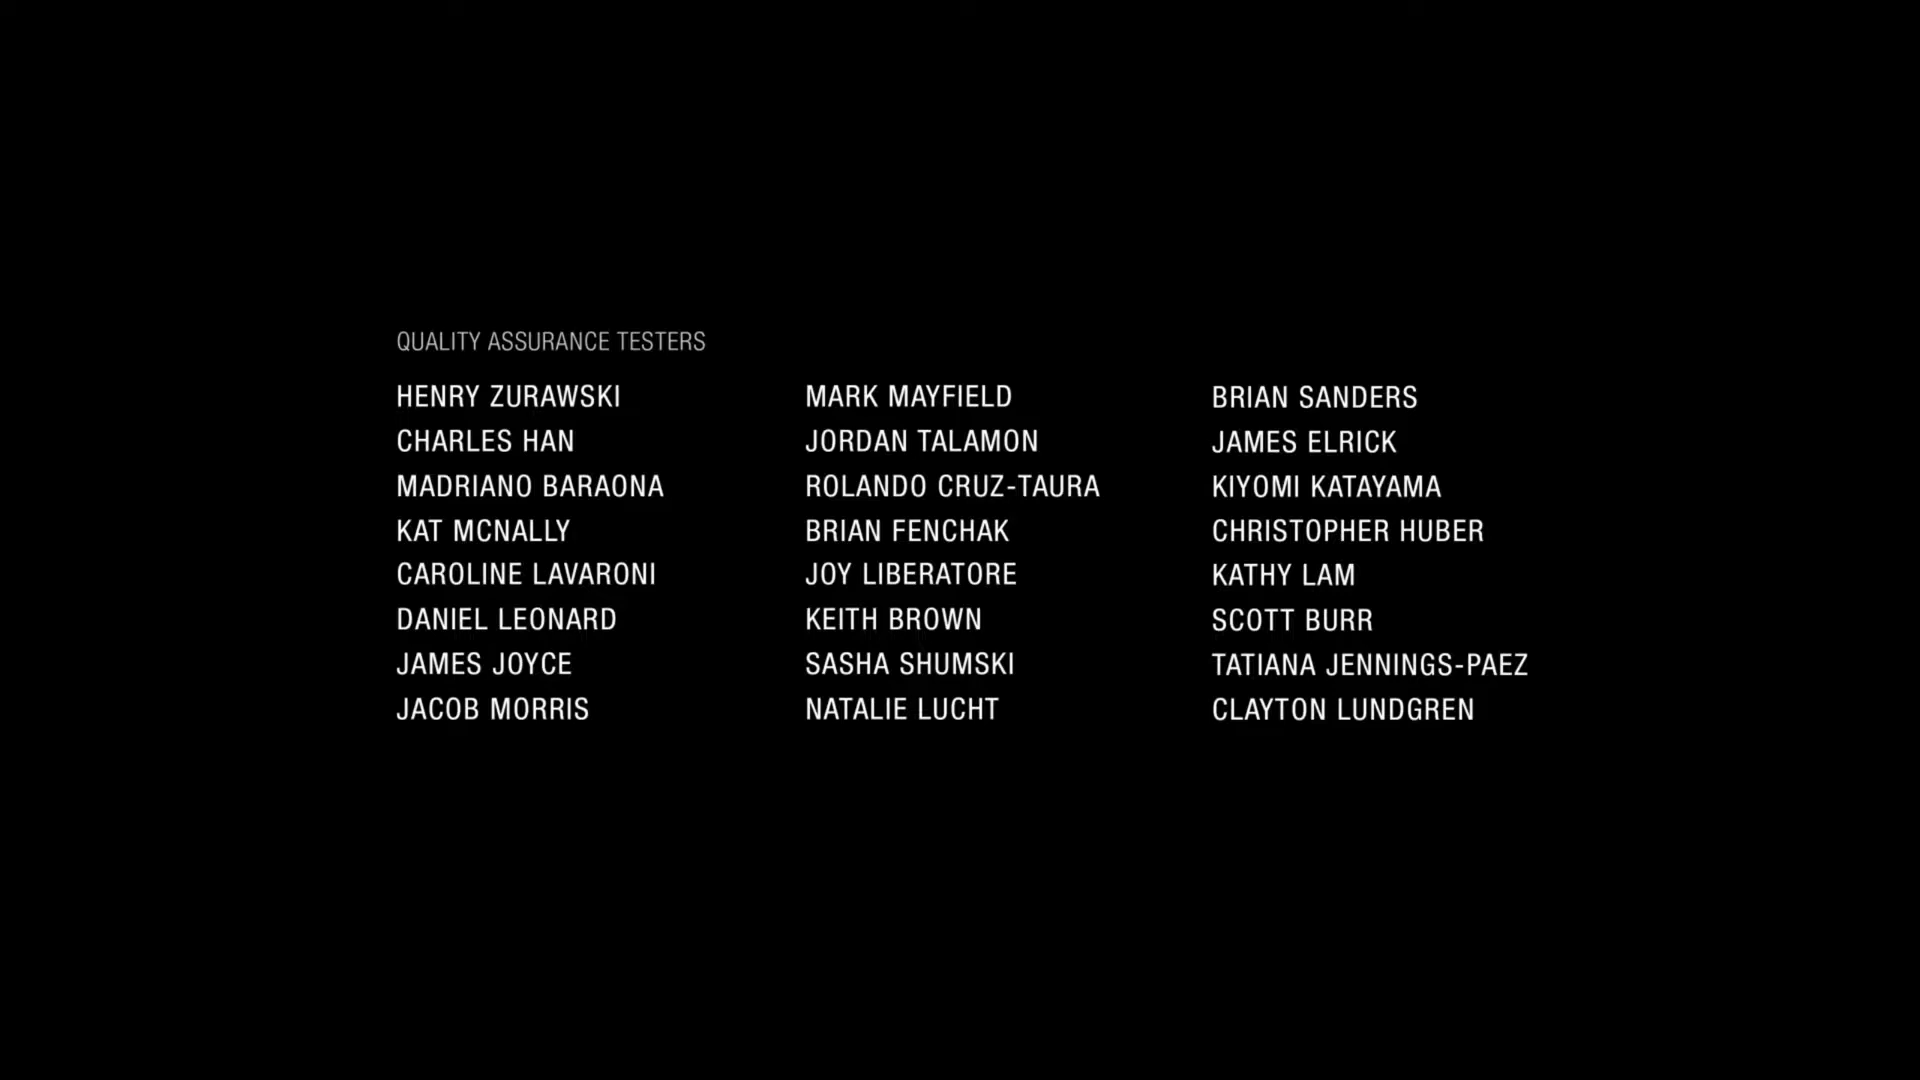 QUALITY ASSURANCE TESTERS
HENRY ZURAWSKI
CHARLES HAN
MADRIANO BARAONA
KAT MCNALLY
CAROLINE LAVARONI
DANIEL LEONARD
JAMES JOYCE
JACOB MORRIS
MARK MAYFIELD
JORDAN TALAMON
ROLANDO CRUZ-TAURA
BRIAN FENCHAK
JOY LIBERATORE
KEITH BROWN
SASHA SHUMSKI
NATALIE LUCHT
BRIAN SANDERS
JAMES ELRICK
KIYOMI KATAYAMA
CHRISTOPHER HUBER
KATHY LAM
SCOTT BURR
TATIANA JENNINGS-PAEZ
CLAYTON LUNDGREN